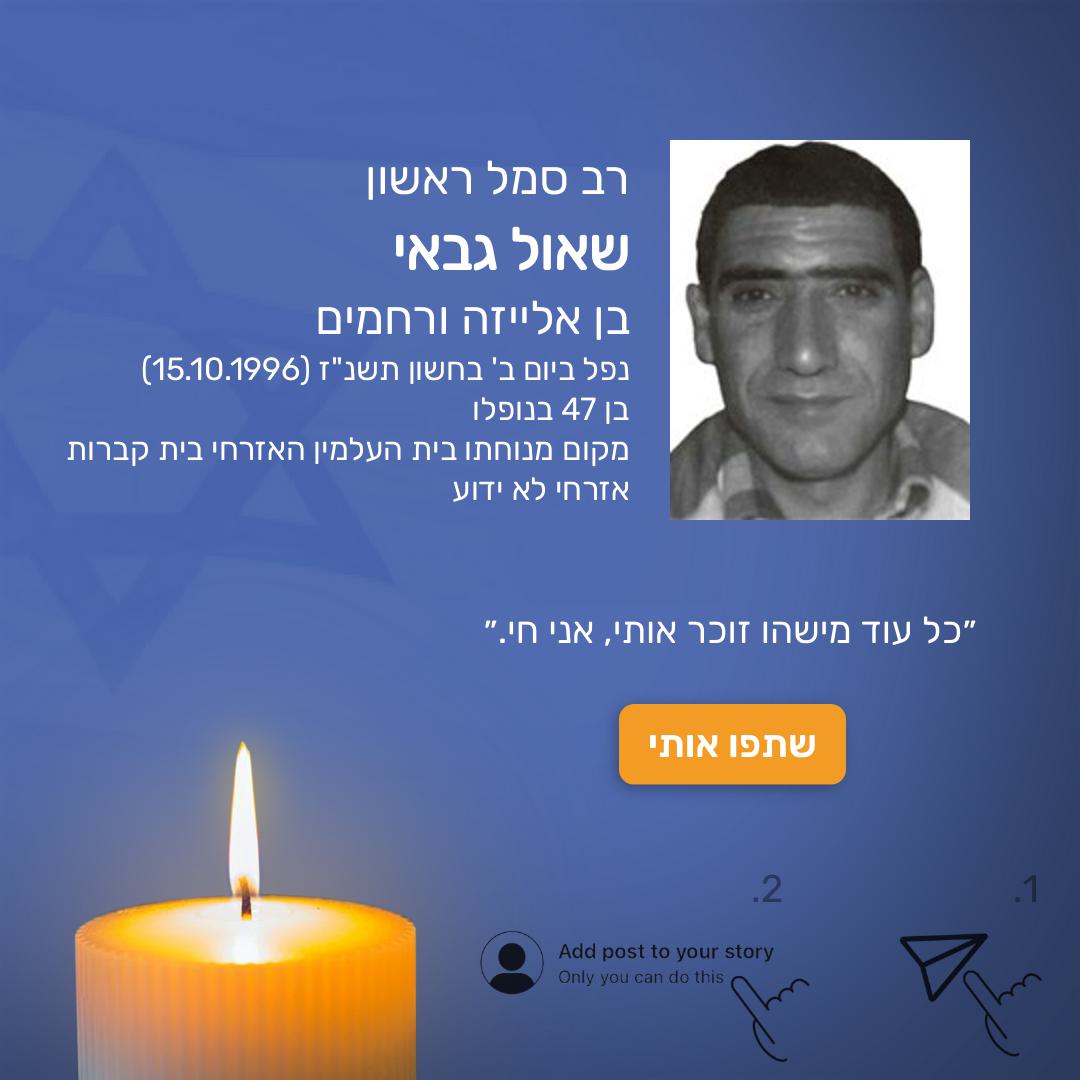 רב סמל ראשון
שאול גבאי
בן אלייזה ורחמים
נפל ביום ב' בחשון תשנ"ז (15.10.1996)
בן 47 בנופלו
מקום מנוחתו בית העלמין האזרחי בית קברות
אזרחי לא ידוע
״כל עוד מישהו זוכר אותי, אני חי.״
שתפו אותי
1.
2.
Add post to your story
Only you can do this